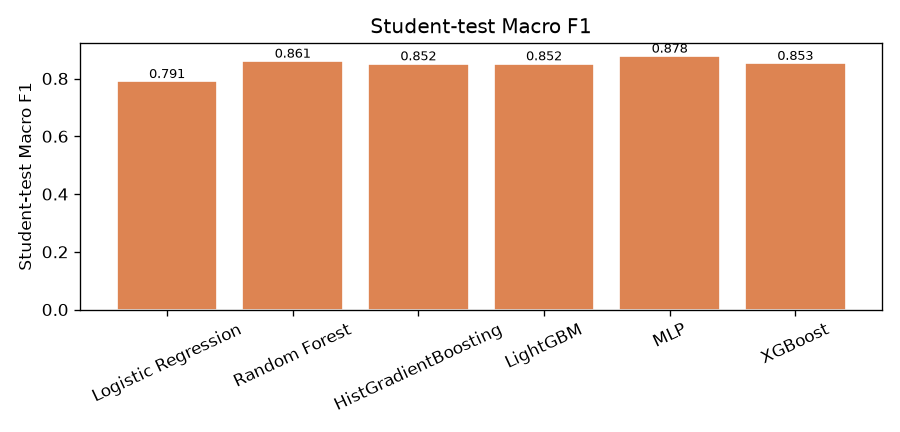 Student-test Macro F1
Student-test Macro F1
0.8
0.6
0.4
0.2
0.0
0.791
0.861
0.852
0.852
0.878
0.853
Logistic Regression
Random Forest
HistGradientBoosting
LightGBM
MLP
XGBoost